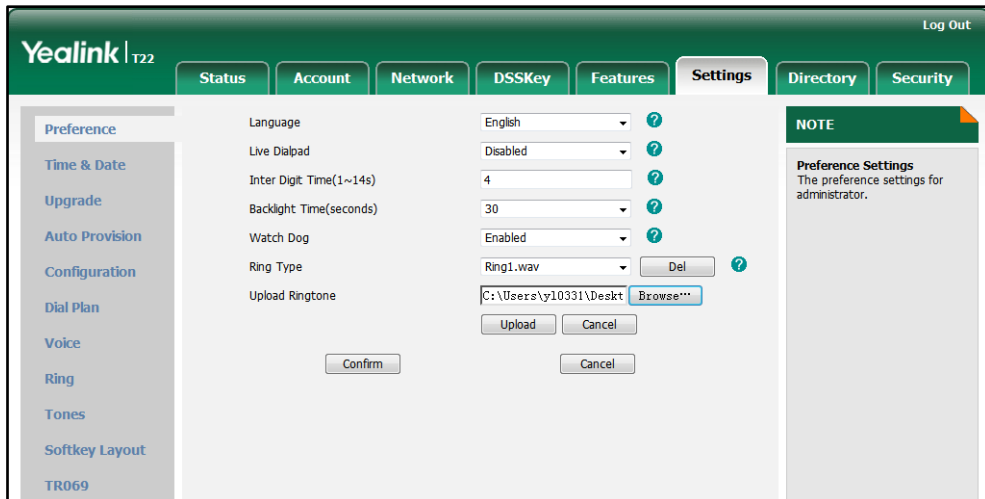 Log Out
Yealink T22
Status Account Network DSSKey Features Settings Directory Security
Preference
Time & Date
Upgrade
Auto Provision
Configuration
Dial Plan
Voice
Ring
Tones
Softkey Layout
TR069
Language English ?
Live Dialpad Disabled ?
Inter Digit Time(1~14s) 4 ?
Backlight Time(seconds) 30 ?
Watch Dog Enabled ?
Ring Type Ring1.wav Del ?
Upload Ringtone C:\Users\yl0331\Deskt Browse...
Upload Cancel
Confirm Cancel
NOTE
Preference Settings
The preference settings for
administrator.